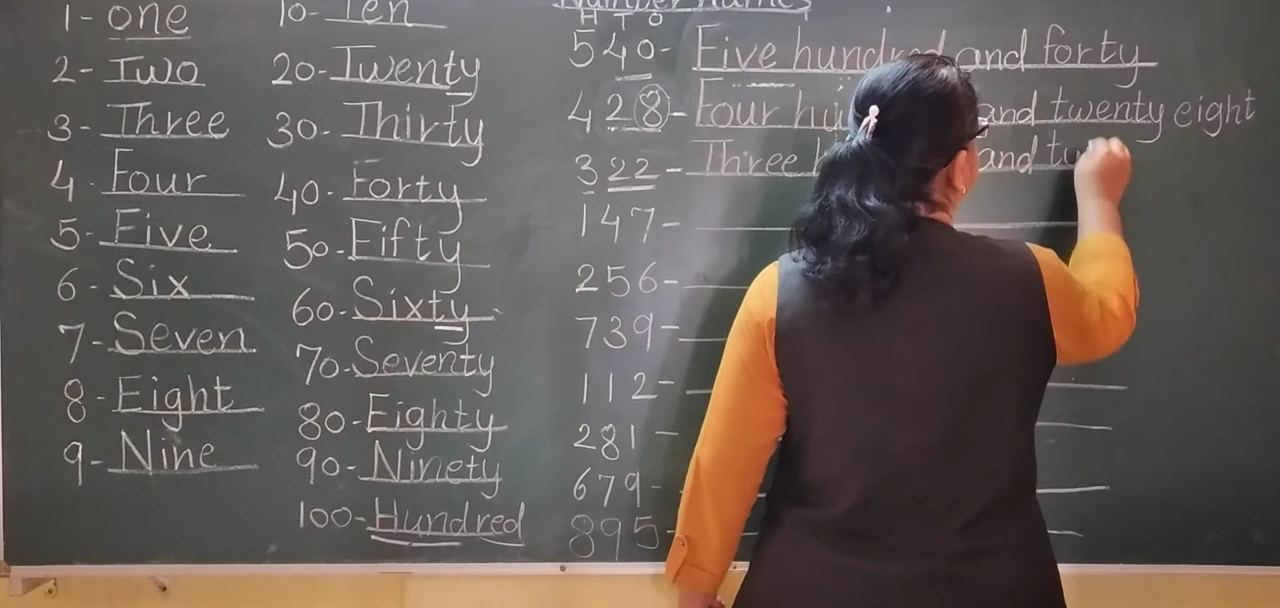 1- one
2- Two
3- Three
4- Four
5- Five
6- Six
7- Seven
8- Eight
9- Nine
10- Ten
20- Twenty
30- Thirty
40- Forty
50- Fifty
60- Sixty
70- Seventy
80- Eighty
90- Ninety
100- Hundred
Number names
H T O
540- Five hundred and forty
428- Four and twenty eight
322- Three and
147-
256-
739-
112-
281-
679-
895-